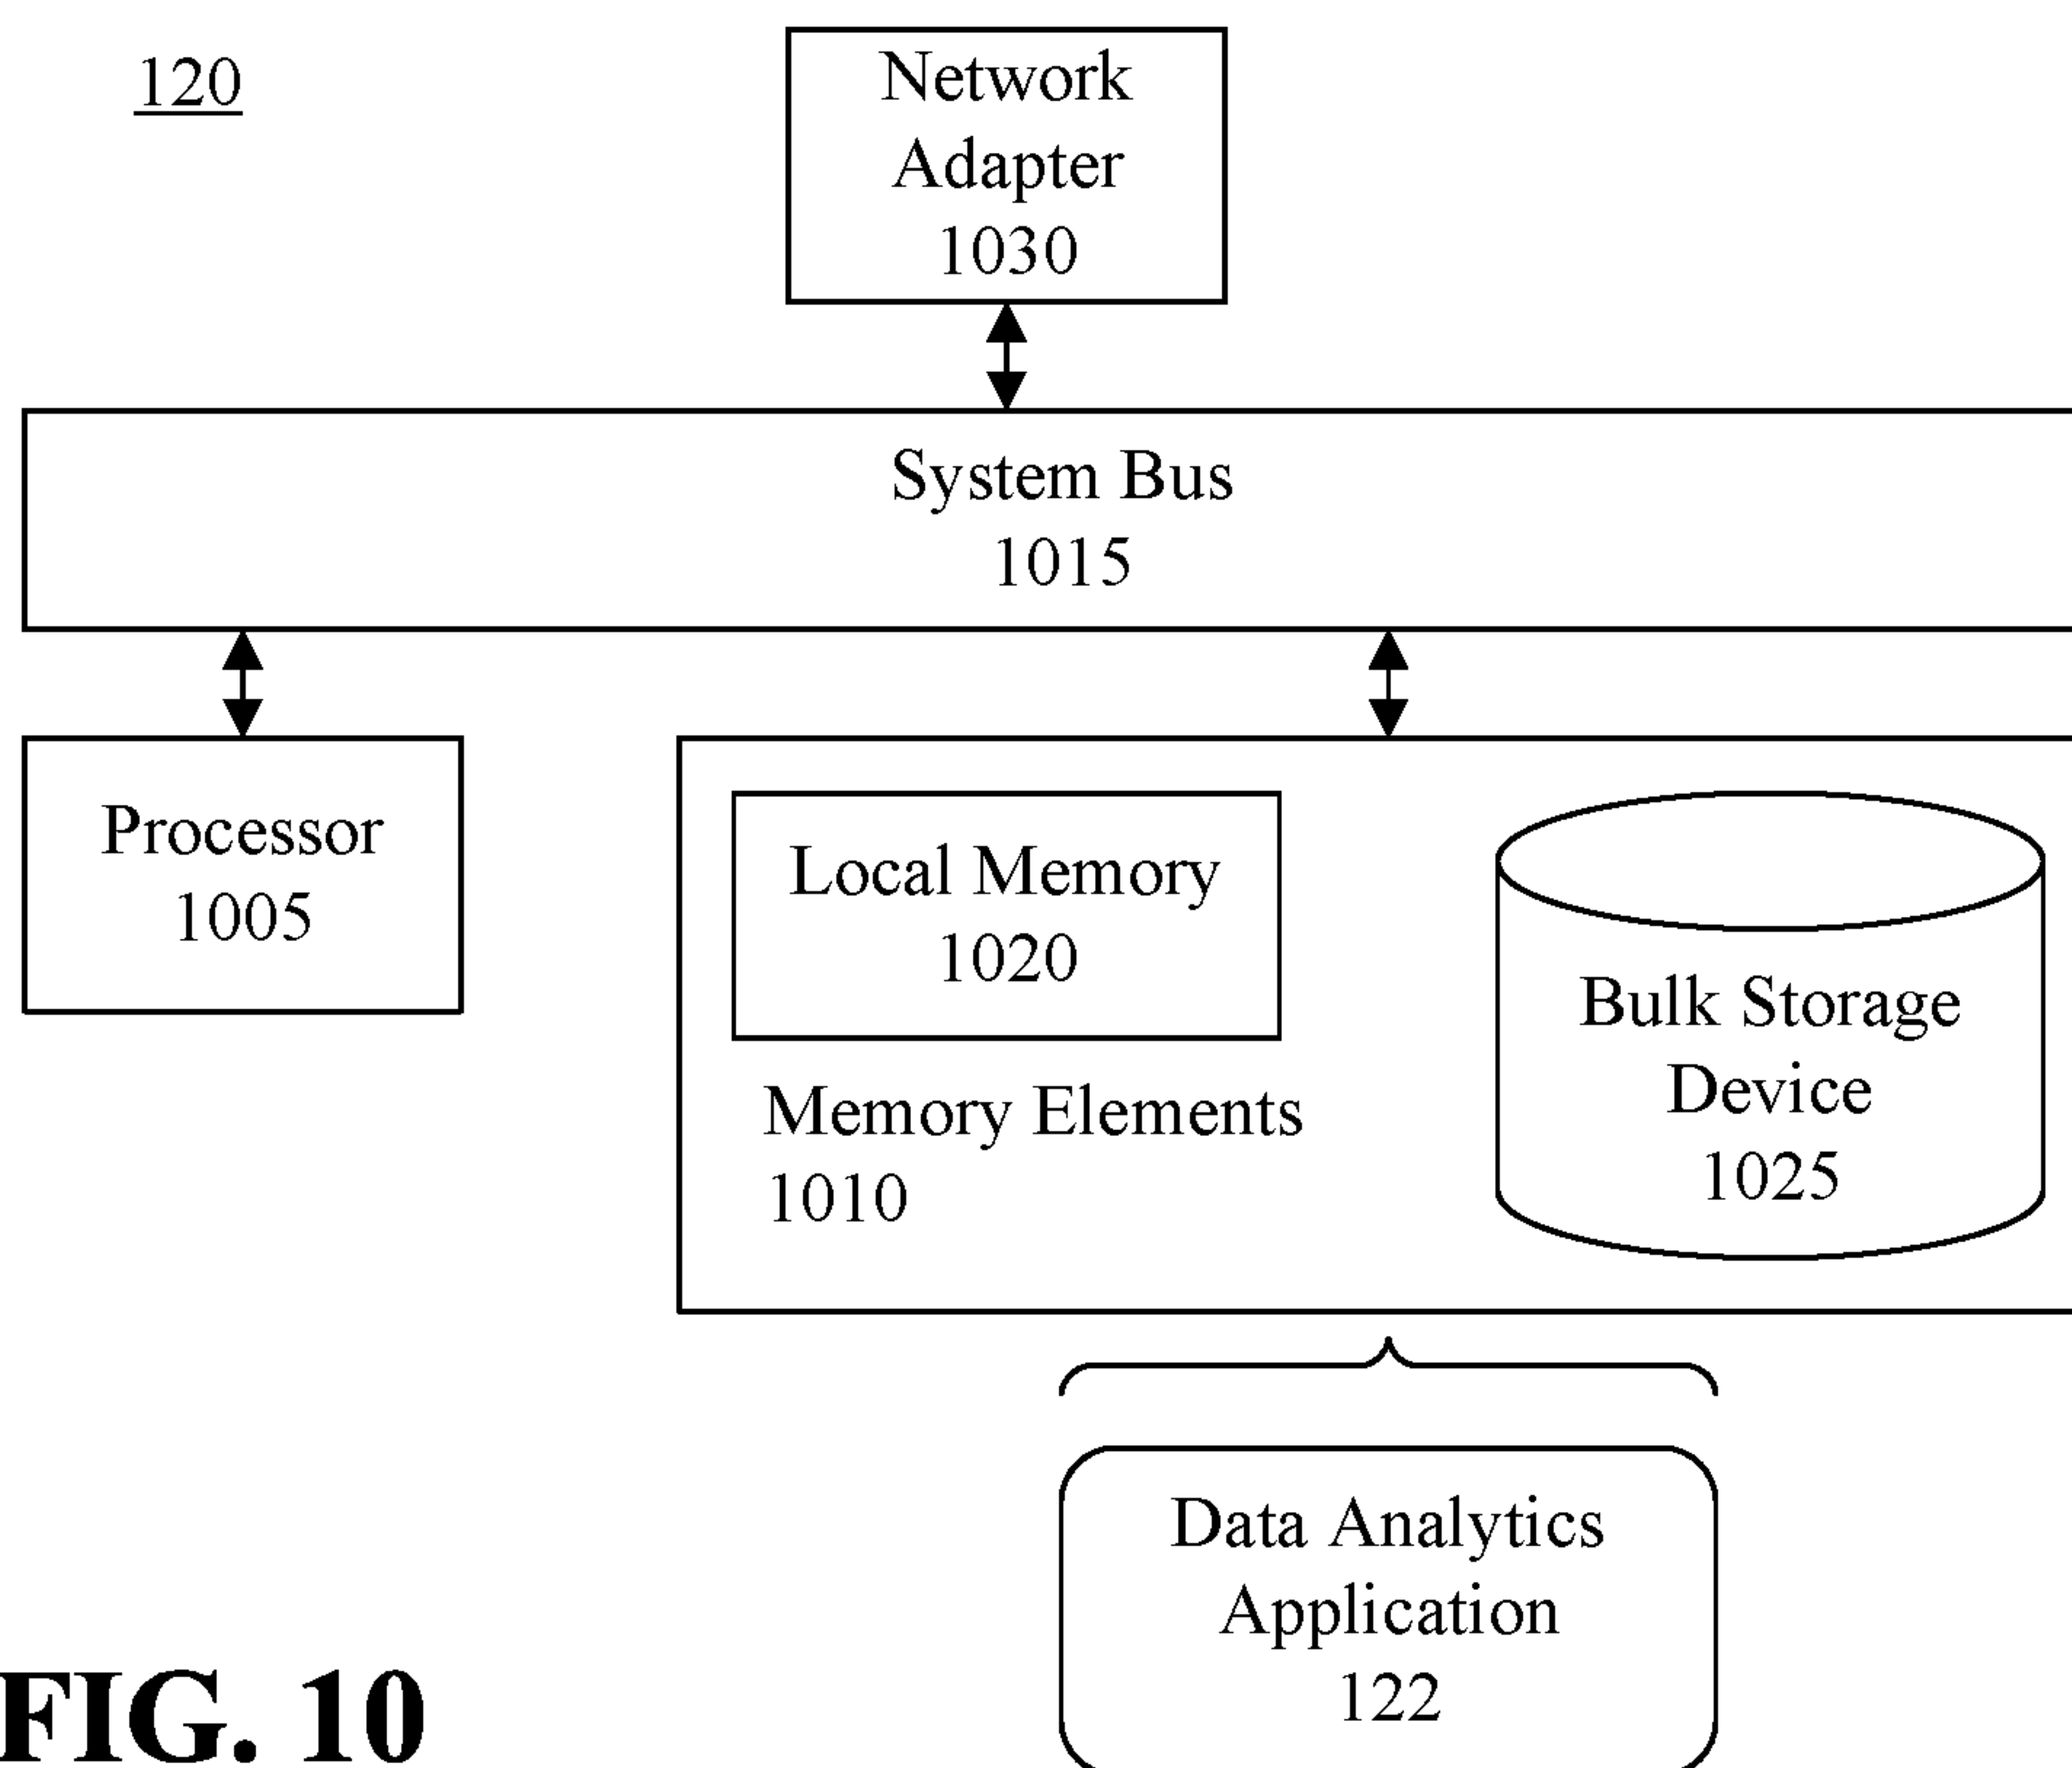 120
Network
Adapter
1030
System Bus
1015
Processor
1005
Local Memory
1020
Memory Elements
1010
Bulk Storage
Device
1025
Data Analytics
Application
122
FIG. 10